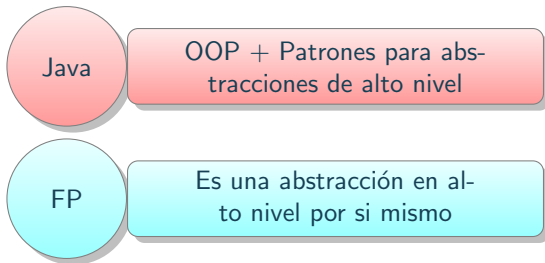 Java
OOP + Patrones para abs-
tracciones de alto nivel
FP
Es una abstracción en al-
to nivel por si mismo